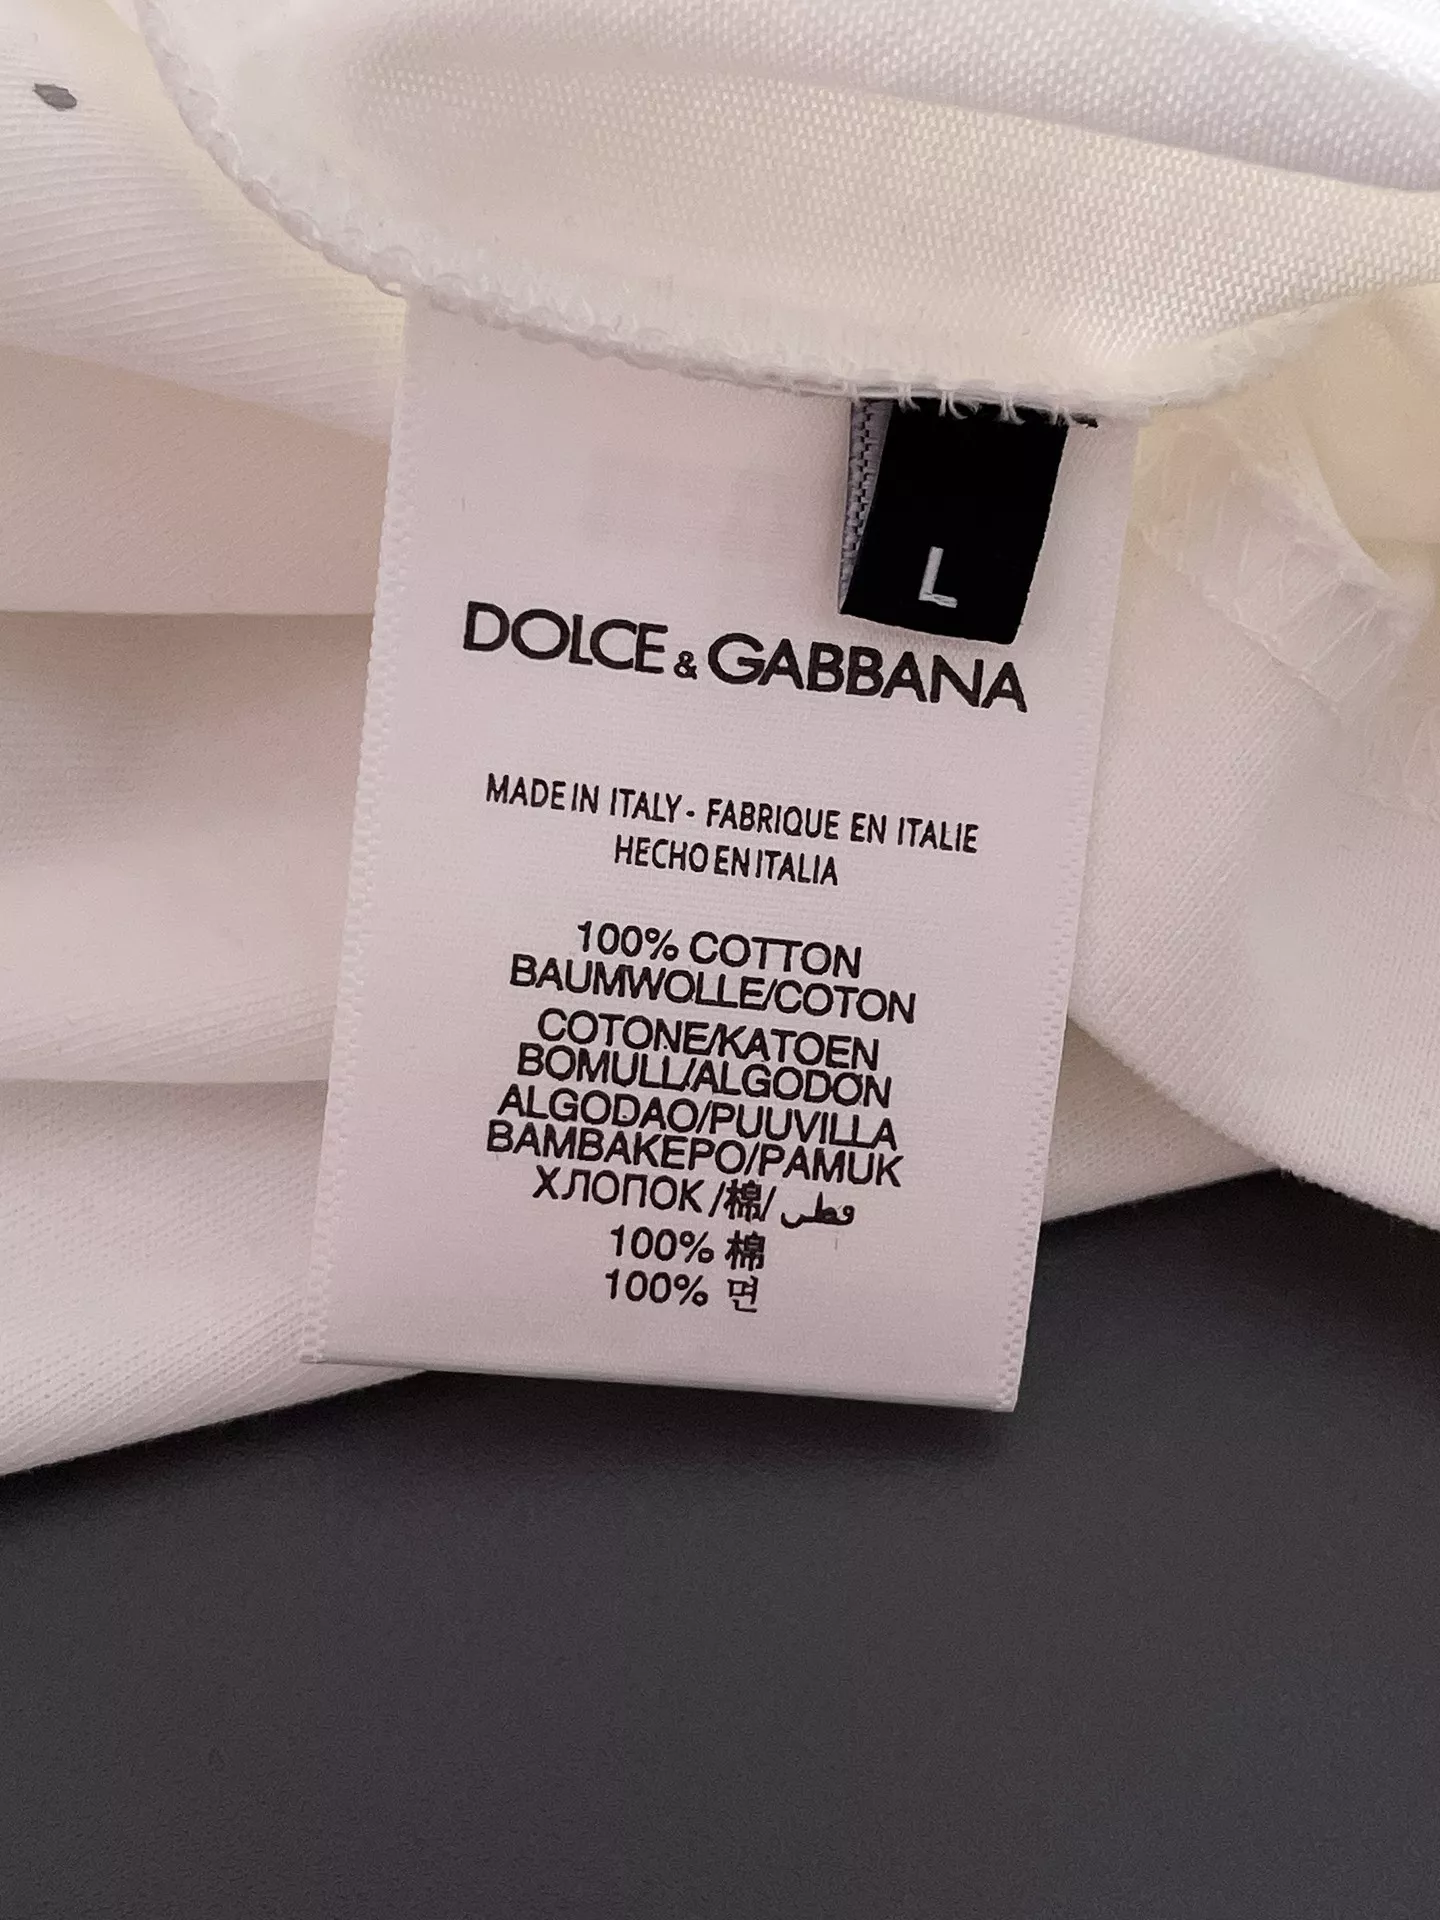 L
DOLCE & GABBANA
MADE IN ITALY - FABRIQUE EN ITALIE
HECHO EN ITALIA
100% COTTON
BAUMWOLLE/COTON
COTONE/KATOEN
BOMULL/ALGODON
ALGODAO/PUUVILLA
BAMBAKEPO/PAMUK
ХЛОПОК/棉/قطن
100% 棉
100% 면